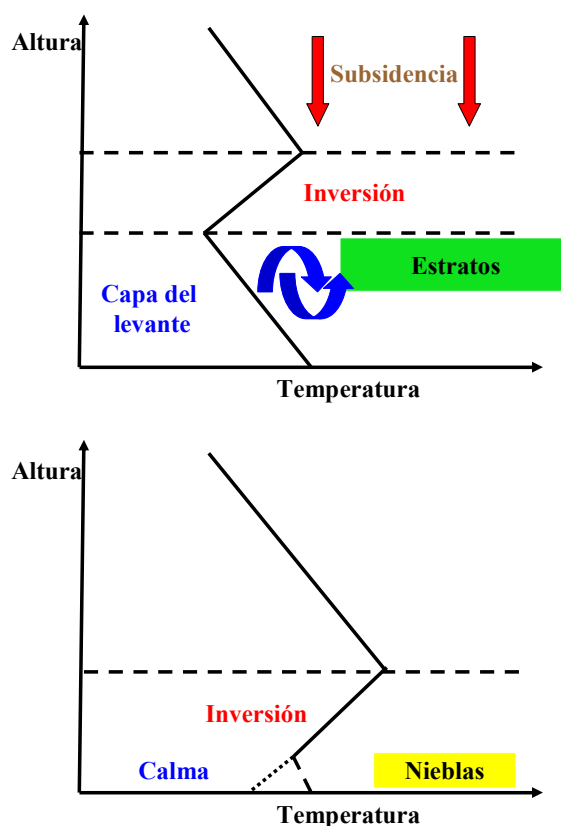 Altura
Subsidencia
Inversión
Estratos
Capa del
levante
Temperatura
Altura
Inversión
Calma
Nieblas
Temperatura